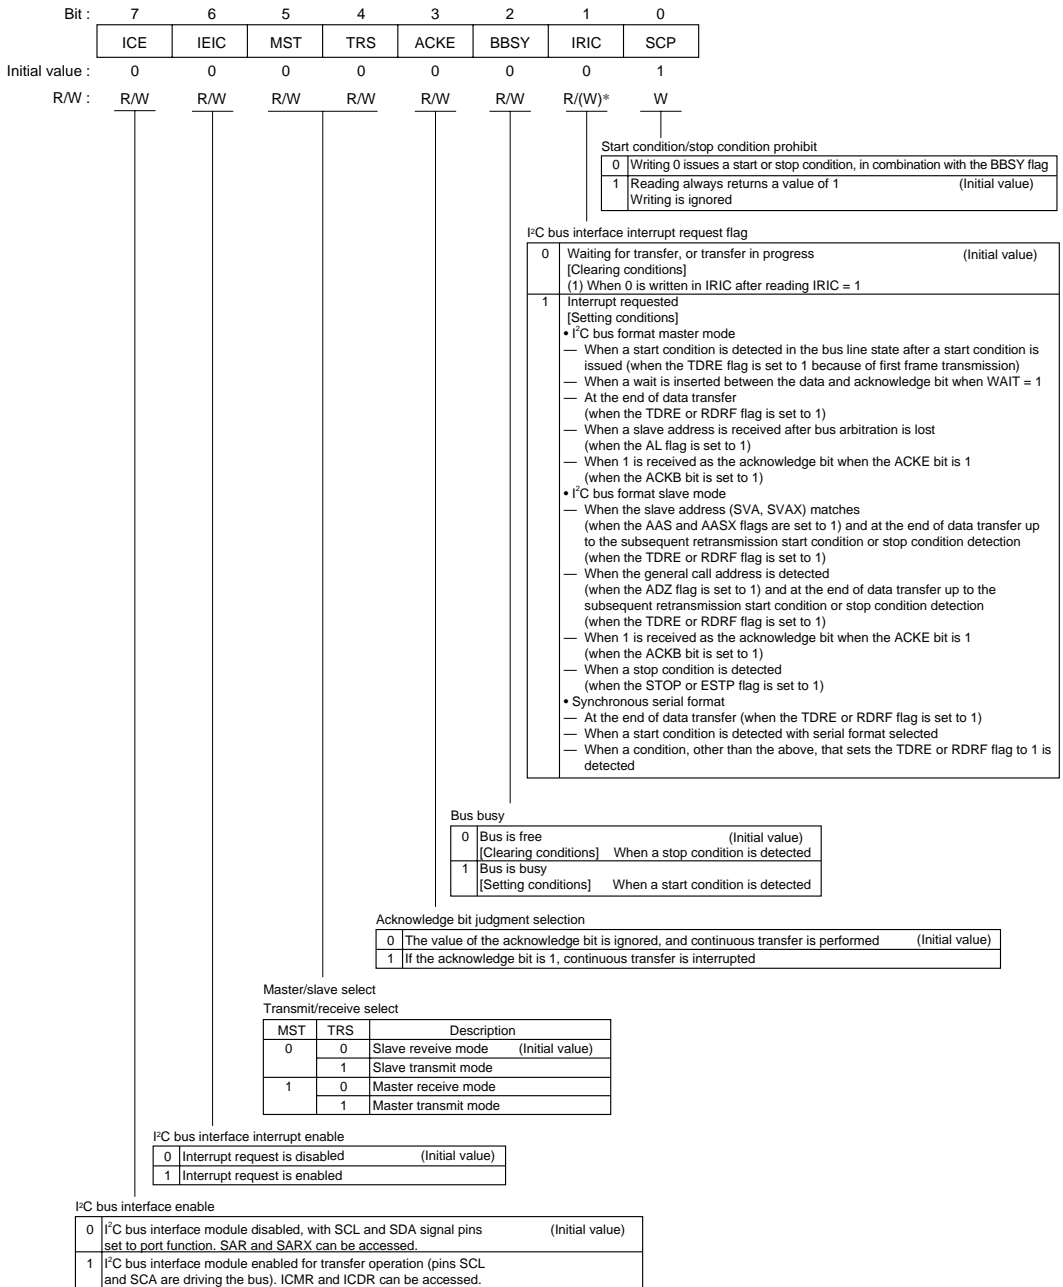 Bit : 7 6 5 4 3 2 1 0
ICE IEIC MST TRS ACKE BBSY IRIC SCP
Initial value : 0 0 0 0 0 0 0 1
R/W : R/W R/W R/W R/W R/W R/W R/(W)* W
Start condition/stop condition prohibit
0 Writing 0 issues a start or stop condition, in combination with the BBSY flag
1 Reading always returns a value of 1 (Initial value)
Writing is ignored
I²C bus interface interrupt request flag
0 Waiting for transfer, or transfer in progress (Initial value)
[Clearing conditions]
(1) When 0 is written in IRIC after reading IRIC = 1
1 Interrupt requested
[Setting conditions]
• I²C bus format master mode
— When a start condition is detected in the bus line state after a start condition is
issued (when the TDRE flag is set to 1 because of first frame transmission)
— When a wait is inserted between the data and acknowledge bit when WAIT = 1
— At the end of data transfer
(when the TDRE or RDRF flag is set to 1)
— When a slave address is received after bus arbitration is lost
(when the AL flag is set to 1)
— When 1 is received as the acknowledge bit when the ACKE bit is 1
(when the ACKB bit is set to 1)
• I²C bus format slave mode
— When the slave address (SVA, SVAX) matches
(when the AAS and AASX flags are set to 1) and at the end of data transfer up
to the subsequent retransmission start condition or stop condition detection
(when the TDRE or RDRF flag is set to 1)
— When the general call address is detected
(when the ADZ flag is set to 1) and at the end of data transfer up to the
subsequent retransmission start condition or stop condition detection
(when the TDRE or RDRF flag is set to 1)
— When 1 is received as the acknowledge bit when the ACKE bit is 1
(when the ACKB bit is set to 1)
— When a stop condition is detected
(when the STOP or ESTP flag is set to 1)
• Synchronous serial format
— At the end of data transfer (when the TDRE or RDRF flag is set to 1)
— When a start condition is detected with serial format selected
— When a condition, other than the above, that sets the TDRE or RDRF flag to 1 is
detected
Bus busy
0 Bus is free (Initial value)
[Clearing conditions] When a stop condition is detected
1 Bus is busy
[Setting conditions] When a start condition is detected
Acknowledge bit judgment selection
0 The value of the acknowledge bit is ignored, and continuous transfer is performed (Initial value)
1 If the acknowledge bit is 1, continuous transfer is interrupted
Master/slave select
Transmit/receive select
MST TRS Description
0 0 Slave reveive mode (Initial value)
1 Slave transmit mode
1 0 Master receive mode
1 Master transmit mode
I²C bus interface interrupt enable
0 Interrupt request is disabled (Initial value)
1 Interrupt request is enabled
I²C bus interface enable
0 I²C bus interface module disabled, with SCL and SDA signal pins (Initial value)
set to port function. SAR and SARX can be accessed.
1 I²C bus interface module enabled for transfer operation (pins SCL
and SCA are driving the bus). ICMR and ICDR can be accessed.